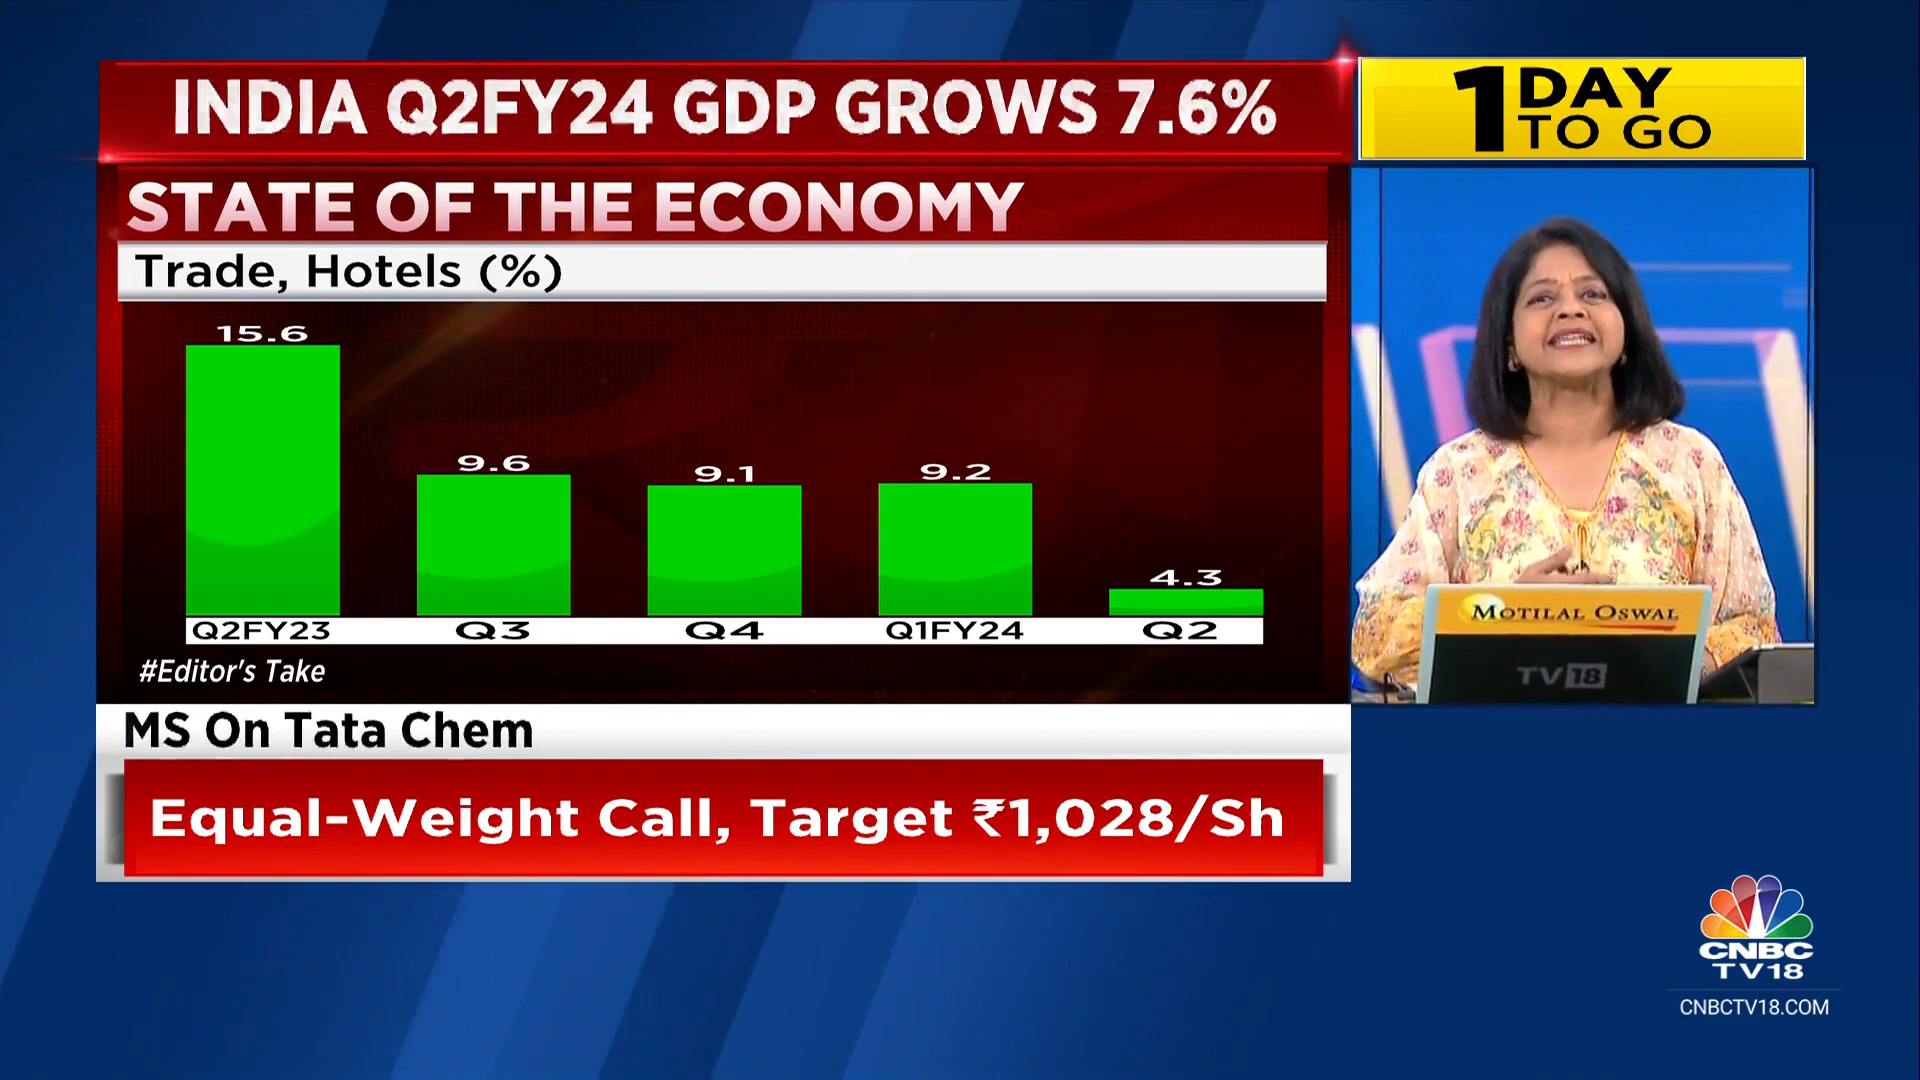 INDIA Q2FY24 GDP GROWS 7.6%
1 DAY
TO GO
STATE OF THE ECONOMY
Trade, Hotels (%)
15.6
9.6
9.1
9.2
4.3
Q2FY23
Q3
Q4
Q1FY24
Q2
#Editor's Take
MOTILAL OSWAL
TV18
MS On Tata Chem
Equal-Weight Call, Target ₹1,028/Sh
CNBC
TV18
CNBCTV18.COM